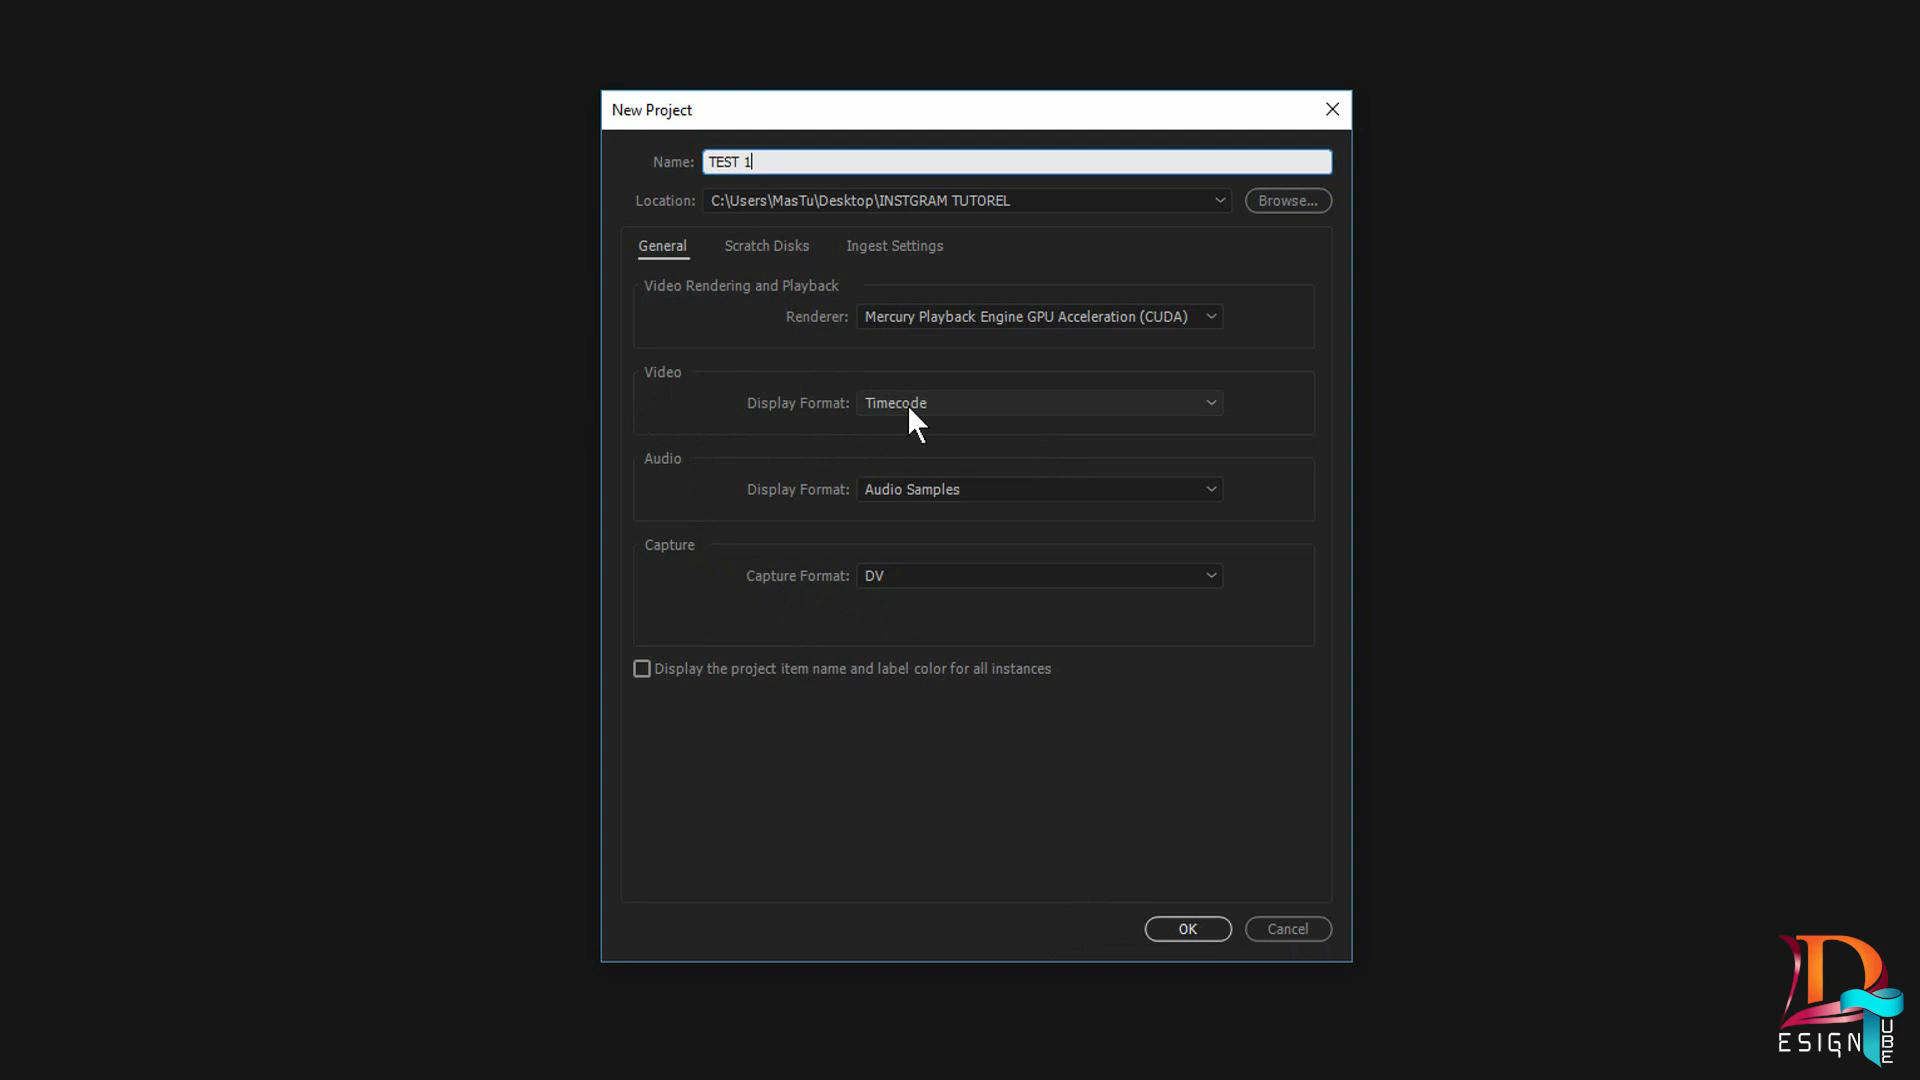 New Project
Name: TEST 1
Location: C:\Users\MasTu\Desktop\INSTGRAM TUTOREL Browse...
General Scratch Disks Ingest Settings
Video Rendering and Playback
Renderer: Mercury Playback Engine GPU Acceleration (CUDA)
Video
Display Format: Timecode
Audio
Display Format: Audio Samples
Capture
Capture Format: DV
Display the project item name and label color for all instances
OK Cancel
DESIGN TUBE